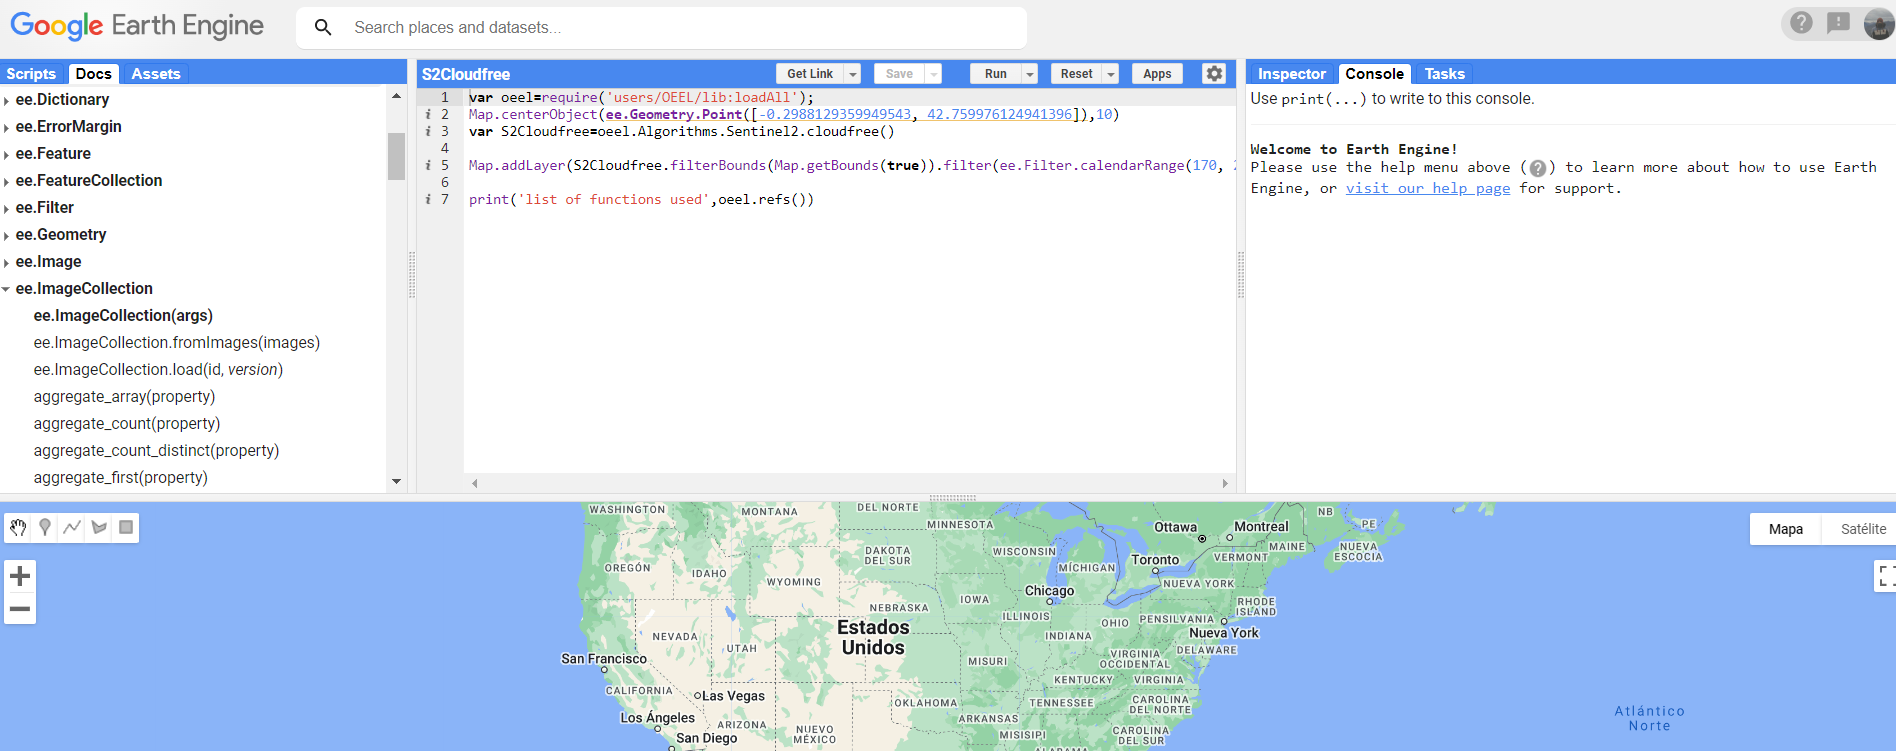 Google Earth Engine
Search places and datasets...
Scripts Docs Assets
ee.Dictionary
ee.ErrorMargin
ee.Feature
ee.FeatureCollection
ee.Filter
ee.Geometry
ee.Image
ee.ImageCollection
ee.ImageCollection(args)
ee.ImageCollection.fromImages(images)
ee.ImageCollection.load(id, version)
aggregate_array(property)
aggregate_count(property)
aggregate_count_distinct(property)
aggregate_first(property)
S2Cloudfree Get Link Save Run Reset Apps
1 var oeel=require('users/OEEL/lib:loadAll');
i 2 Map.centerObject(ee.Geometry.Point([-0.2988129359949543, 42.759976124941396]),10)
i 3 var S2Cloudfree=oeel.Algorithms.Sentinel2.cloudfree()
4
i 5 Map.addLayer(S2Cloudfree.filterBounds(Map.getBounds(true)).filter(ee.Filter.calendarRange(170,
6
i 7 print('list of functions used',oeel.refs())
Inspector Console Tasks
Use print(...) to write to this console.
Welcome to Earth Engine!
Please use the help menu above (?) to learn more about how to use Earth
Engine, or visit our help page for support.
Mapa Satélite
WASHINGTON
MONTANA
DEL NORTE
MINNESOTA
Ottawa
Montreal
NB
PE
DAKOTA
DEL SUR
WISCONSIN
MÍCHIGAN
Toronto
VERMONT
MAINE
NUEVA
ESCOCIA
OREGÓN
IDAHO
WYOMING
Chicago
NUEVA YORK
NEBRASKA
IOWA
ILLINOIS
OHIO
PENSILVANIA
RHODE
ISLAND
Nueva York
Estados
Unidos
NEVADA
UTAH
INDIANA
DELAWARE
San Francisco
MISURI
VIRGINIA
OCCIDENTAL
KENTUCKY
VIRGINIA
CALIFORNIA
Las Vegas
OKLAHOMA
TENNESSEE
CAROLINA
DEL NORTE
Los Ángeles
ARIZONA
NUEVO
MÉXICO
ARKANSAS
MISISIPI
CAROLINA
DEL SUR
San Diego
ALABAMA
Atlántico
Norte